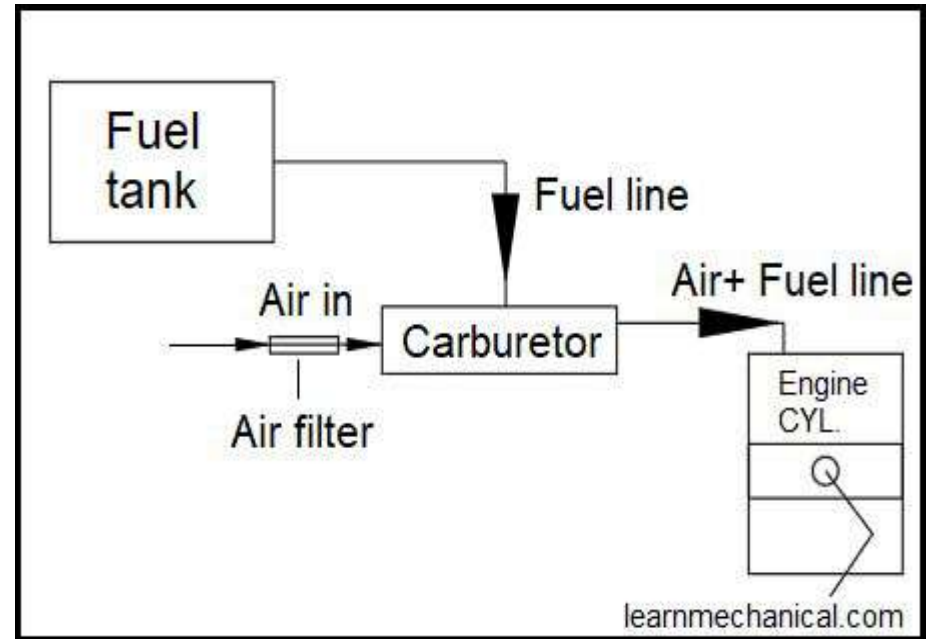 Fuel
tank
Fuel line
Air+ Fuel line
Air in
Carburetor
Air filter
Engine
CYL.
learnmechanical.com